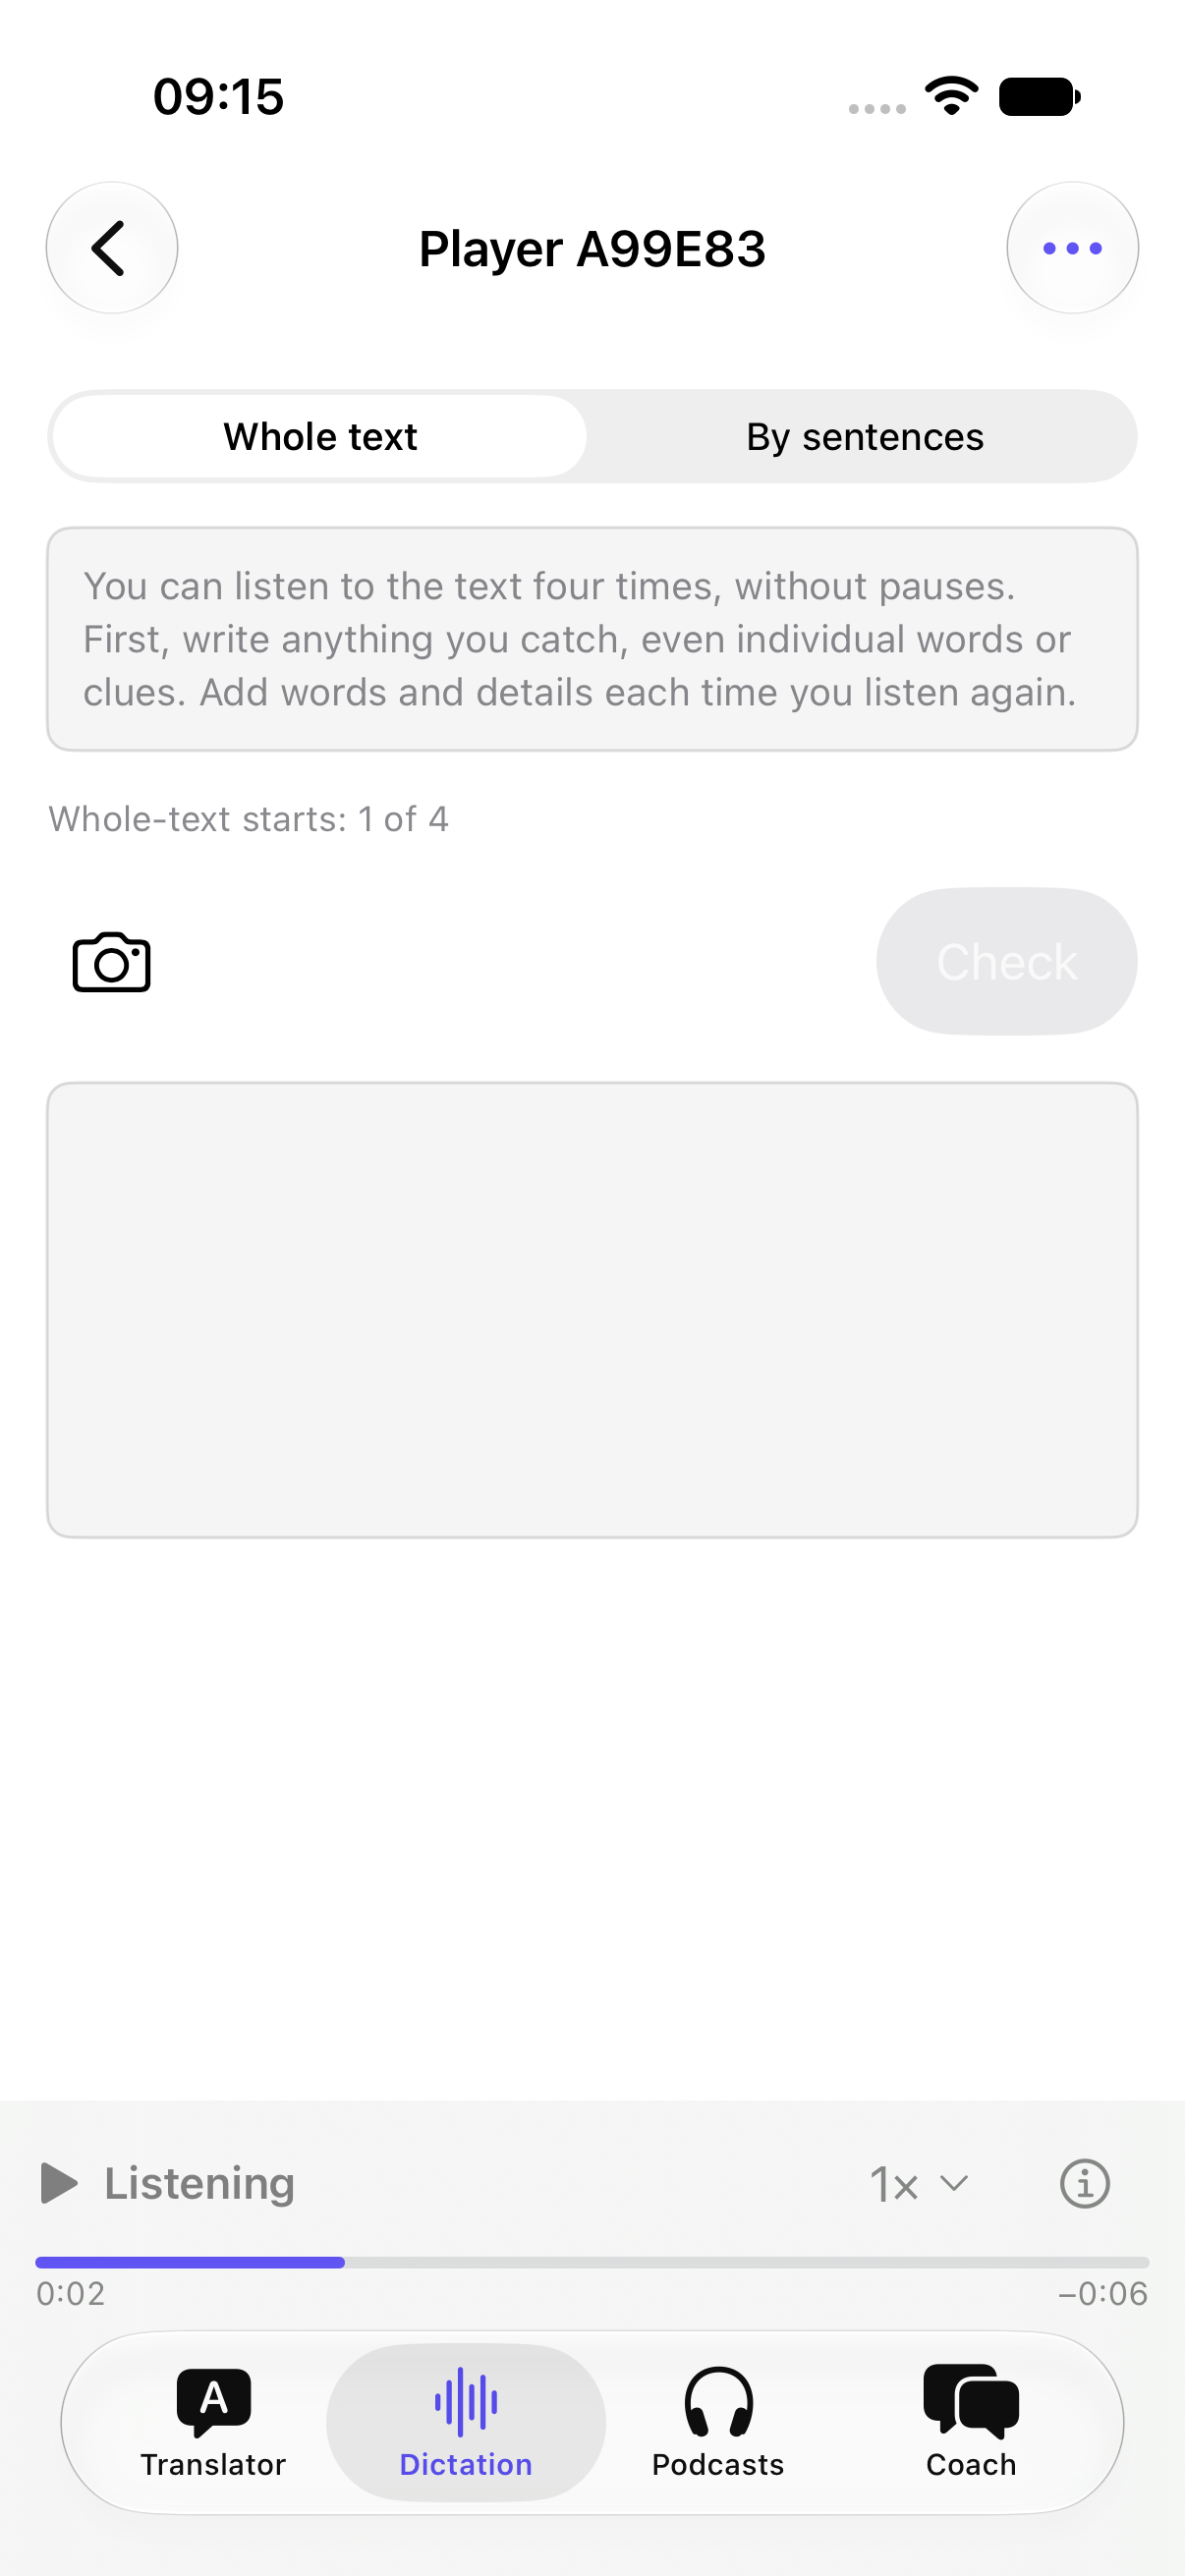 09:15
Player A99E83
Whole text
By sentences
You can listen to the text four times, without pauses.
First, write anything you catch, even individual words or
clues. Add words and details each time you listen again.
Whole-text starts: 1 of 4
Check
Listening
1×
0:02
−0:06
A
Translator
Dictation
Podcasts
Coach